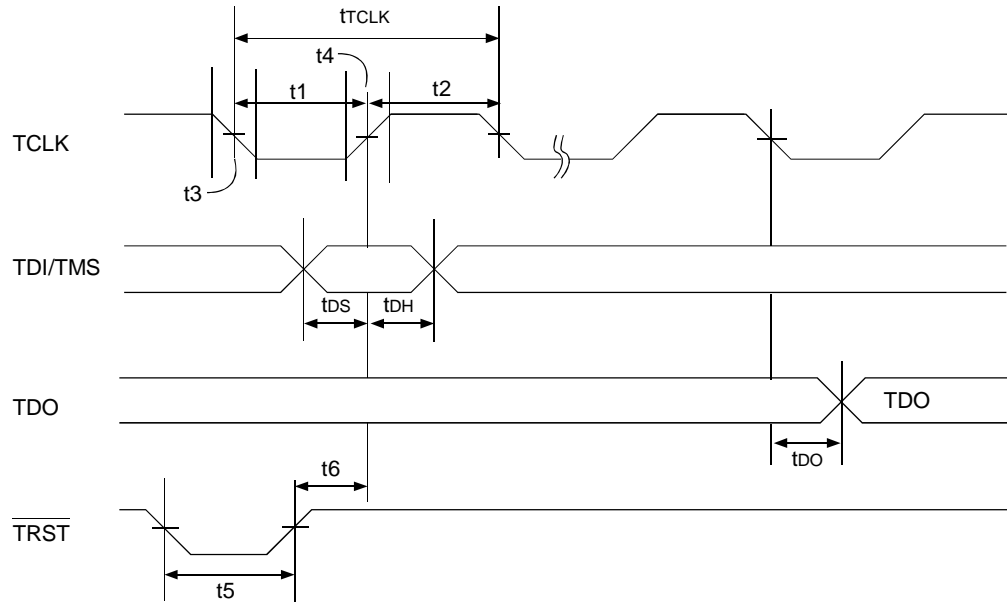 tTCLK
t4
t1
t2
TCLK
t3
TDI/TMS
tDS
tDH
TDO
TDO
tDO
t6
TRST
t5